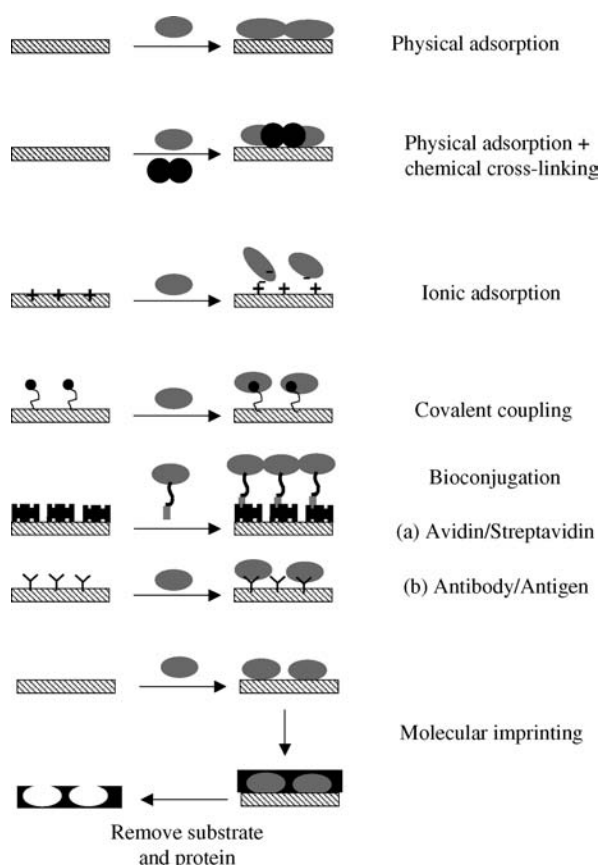 Physical adsorption
Physical adsorption +
chemical cross-linking
Ionic adsorption
Covalent coupling
Bioconjugation
(a) Avidin/Streptavidin
(b) Antibody/Antigen
Molecular imprinting
Remove substrate
and protein